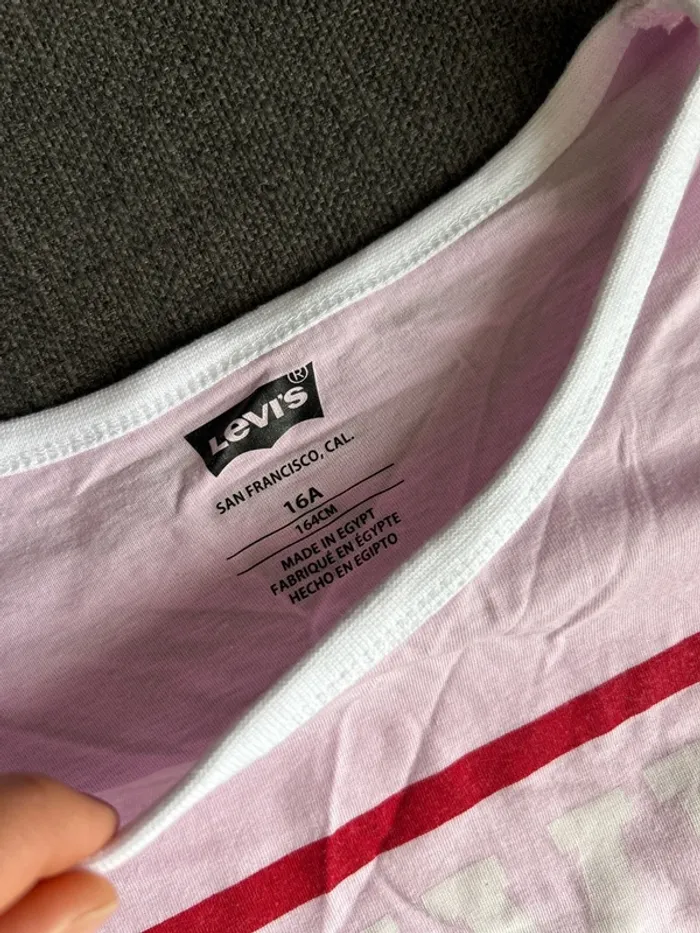 Levi's®
SAN FRANCISCO, CAL.
16A
164CM
MADE IN EGYPT
FABRIQUÉ EN ÉGYPTE
HECHO EN EGIPTO